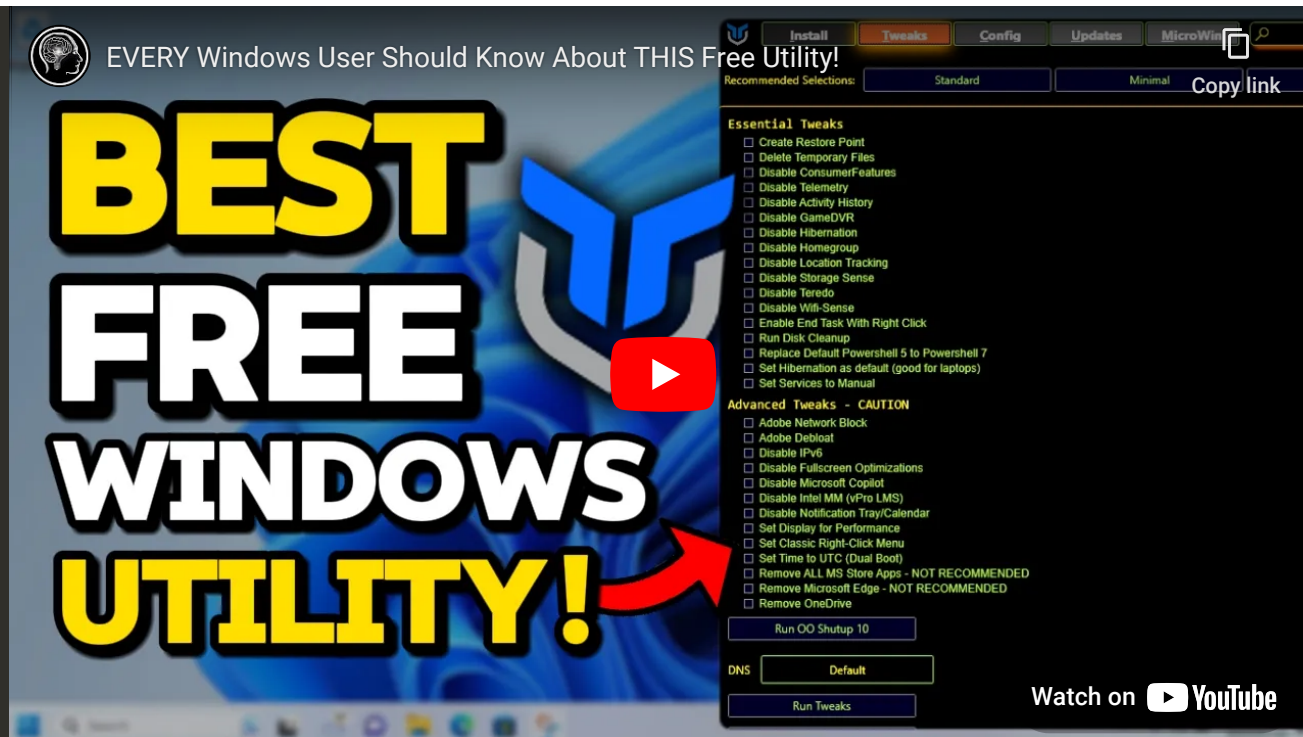 EVERY Windows User Should Know About THIS Free Utility!
Copy link
BEST
FREE
WINDOWS
UTILITY!
Install Tweaks Config Updates MicroWin
Recommended Selections: Standard Minimal
Essential Tweaks
Create Restore Point
Delete Temporary Files
Disable ConsumerFeatures
Disable Telemetry
Disable Activity History
Disable GameDVR
Disable Hibernation
Disable Homegroup
Disable Location Tracking
Disable Storage Sense
Disable Teredo
Disable Wifi-Sense
Enable End Task With Right Click
Run Disk Cleanup
Replace Default Powershell 5 to Powershell 7
Set Hibernation as default (good for laptops)
Set Services to Manual
Advanced Tweaks - CAUTION
Adobe Network Block
Adobe Debloat
Disable IPv6
Disable Fullscreen Optimizations
Disable Microsoft Copilot
Disable Intel MM (vPro LMS)
Disable Notification Tray/Calendar
Set Display for Performance
Set Classic Right-Click Menu
Set Time to UTC (Dual Boot)
Remove ALL MS Store Apps - NOT RECOMMENDED
Remove Microsoft Edge - NOT RECOMMENDED
Remove OneDrive
Run OO Shutup 10
DNS Default
Run Tweaks
Watch on YouTube